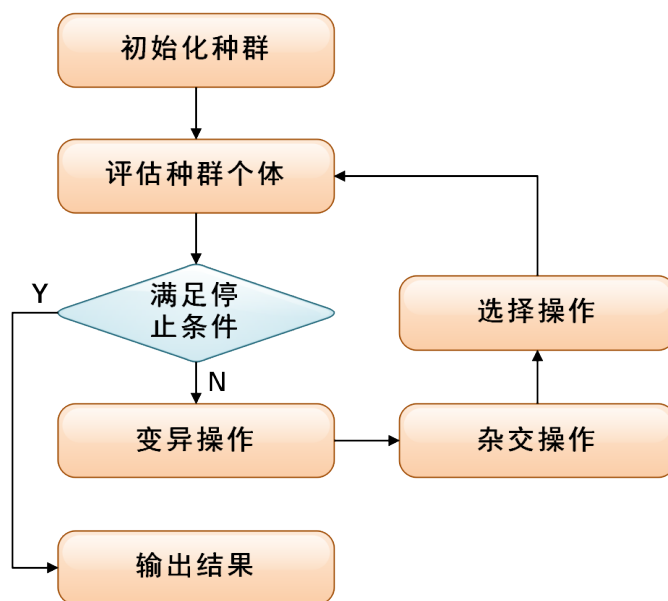 初始化种群
评估种群个体
Y
满足停
止条件
选择操作
N
变异操作
杂交操作
输出结果